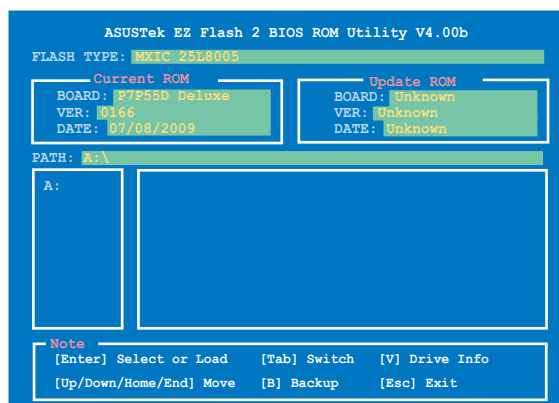 ASUSTek EZ Flash 2 BIOS ROM Utility V4.00b
FLASH TYPE: MXIC 25L8005
Current ROM
BOARD: P7P55D Deluxe
VER: 0166
DATE: 07/08/2009
Update ROM
BOARD: Unknown
VER: Unknown
DATE: Unknown
PATH: A:\
A:
Note
[Enter] Select or Load [Tab] Switch [V] Drive Info
[Up/Down/Home/End] Move [B] Backup [Esc] Exit